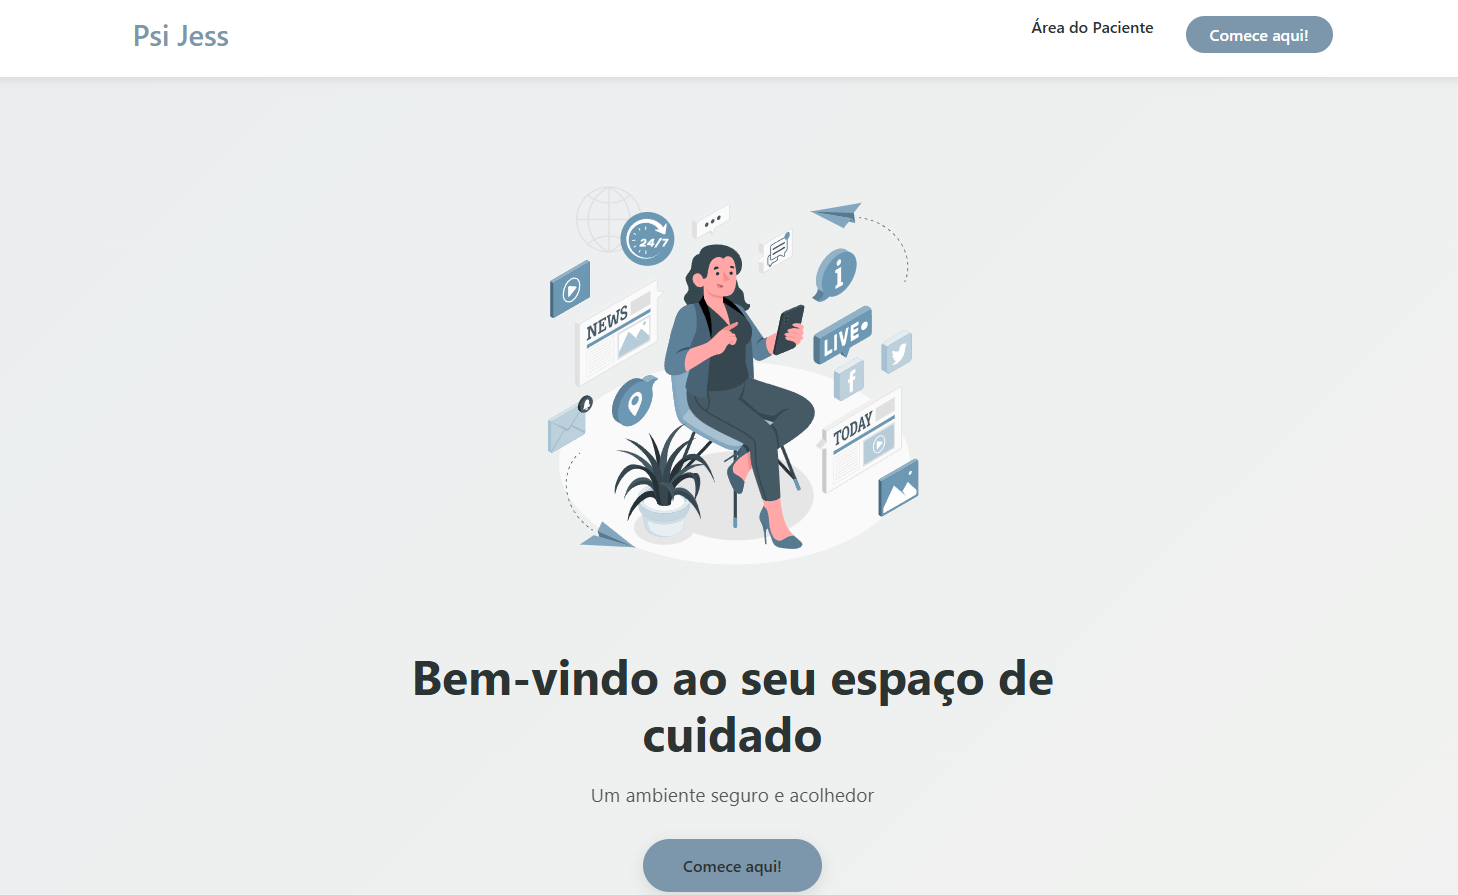 Psi Jess
Área do Paciente
Comece aqui!
24/7
NEWS
i
LIVE
f
TODAY
Bem-vindo ao seu espaço de
cuidado
Um ambiente seguro e acolhedor
Comece aqui!